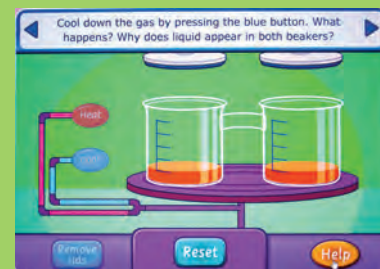 Cool down the gas by pressing the blue button. What
happens? Why does liquid appear in both beakers?
Heat
Cool
Remove
lids
Reset
Help